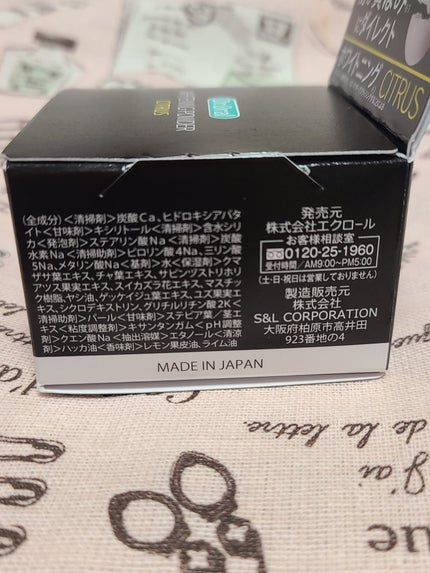 ダイレクト
ホワイトニング CITRUS
CITRUS
(全成分)<清掃剤>炭酸Ca、ヒドロキシアパタ
イト<甘味剤>キシリトール<清掃剤>含水シリ
カ<発泡剤>ステアリン酸Na<清掃剤>炭酸
水素Na<清掃助剤>ピロリン酸4Na、ミリン酸
5Na、メタリン酸Na<基剤>水<保湿剤>クマ
ザサ葉エキス、チャ葉エキス、サピンヅストリホリ
アツス果実エキス、スイカズラ花エキス、マスチッ
ク樹脂、ヤシ油、ゲッケイジュ葉エキス、ユズ果実エ
キス、シクロデキストリン、グリチルリチン酸2K<
清掃助剤>パール<甘味剤>ステビア葉/茎エ
キス<粘度調整剤>キサンタンガム<pH調整
剤>クエン酸Na<抽出溶媒>エタノール<清涼
剤>ハッカ油<香味剤>レモン果皮油、ライム油
発売元
株式会社エクロール
お客様相談室
0120-25-1960
受付時間/AM9:00~PM5:00
(土・日・祝日は営業しておりません)
製造販売元
株式会社
S&L CORPORATION
大阪府柏原市高井田
923番地の4
MADE IN JAPAN
de la lettre.
J'ai
que